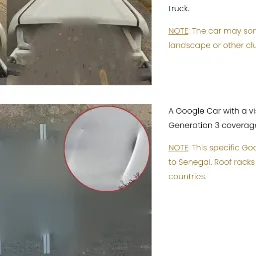 truck.
NOTE: The car may som
landscape or other clu
A Google Car with a vi
Generation 3 coverage
NOTE: This specific Goo
to Senegal. Roof racks
countries.